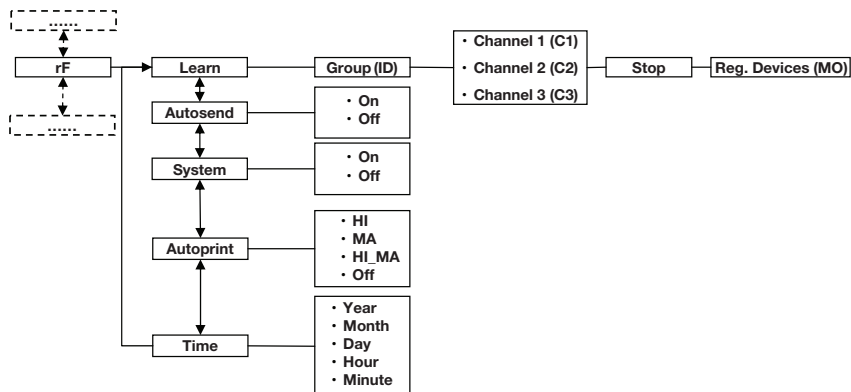 ......
rF
......
Learn
Group (ID)
· Channel 1 (C1)
· Channel 2 (C2)
· Channel 3 (C3)
Stop
Reg. Devices (MO)
Autosend
· On
· Off
System
· On
· Off
Autoprint
· HI
· MA
· HI_MA
· Off
Time
· Year
· Month
· Day
· Hour
· Minute